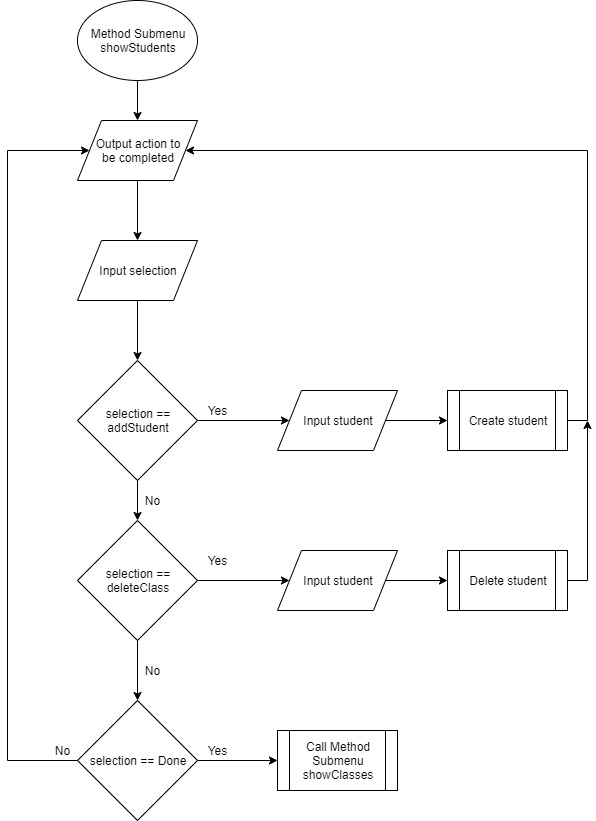 Method Submenu
showStudents
Output action to
be completed
Input selection
selection ==
addStudent
Yes
Input student
Create student
No
selection ==
deleteClass
Yes
Input student
Delete student
No
selection == Done
No
Yes
Call Method
Submenu
showClasses